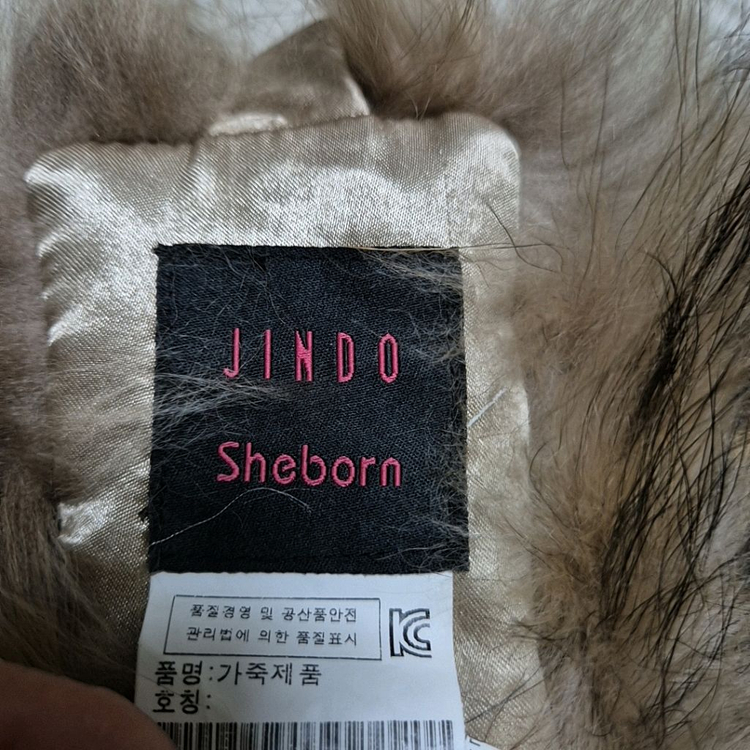 JINDO
Sheborn
품질경영 및 공산품안전
관리법에 의한 품질표시
KC
품명:가죽제품
호칭: